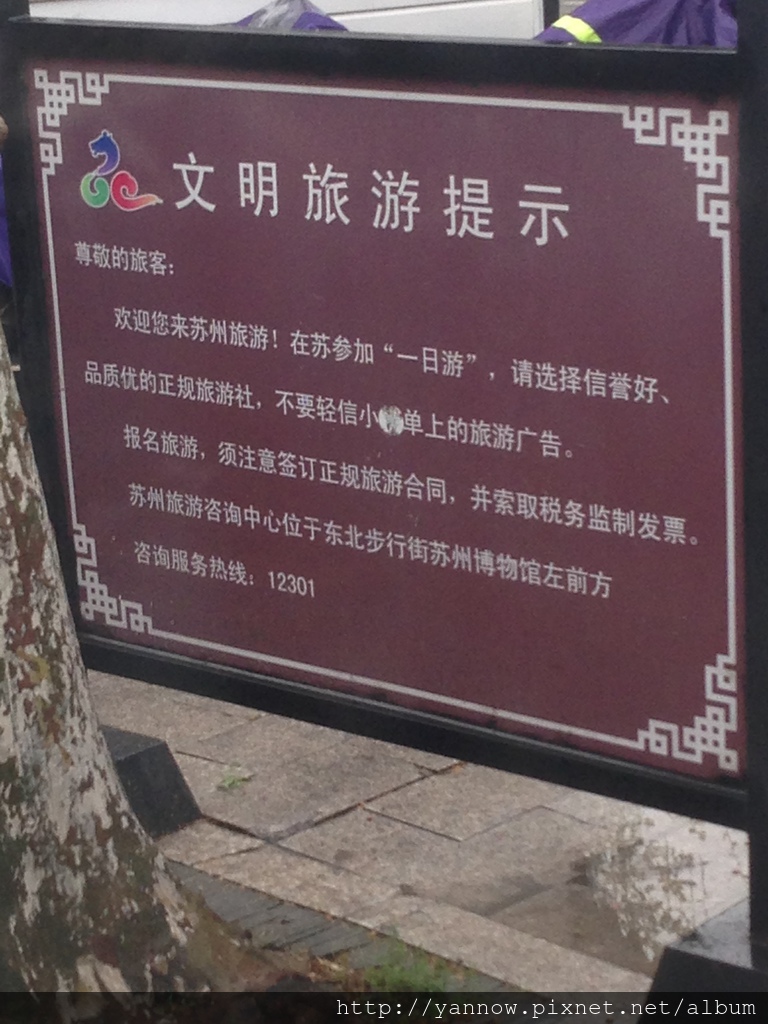 文明旅游提示
尊敬的旅客：
欢迎您来苏州旅游！在苏参加“一日游”，请选择信誉好、
品质优的正规旅游社，不要轻信小单上的旅游广告。
报名旅游，须注意签订正规旅游合同，并索取税务监制发票。
苏州旅游咨询中心位于东北步行街苏州博物馆左前方
咨询服务热线：12301
http://yannow.pixnet.net/album